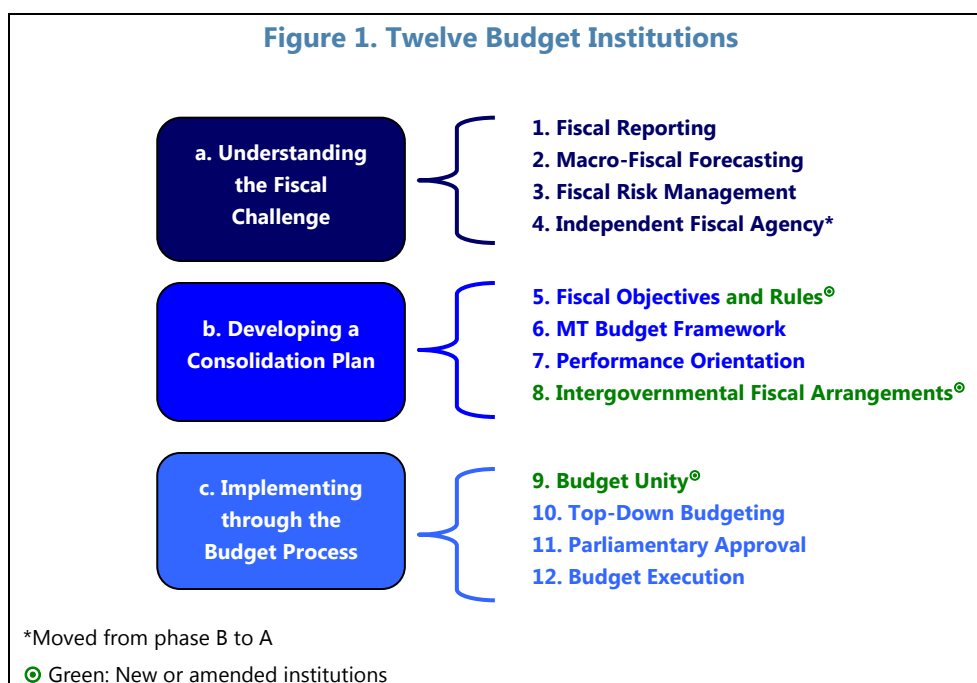 Figure 1. Twelve Budget Institutions
a. Understanding
the Fiscal
Challenge
1. Fiscal Reporting
2. Macro-Fiscal Forecasting
3. Fiscal Risk Management
4. Independent Fiscal Agency*
b. Developing a
Consolidation Plan
5. Fiscal Objectives and Rules⊙
6. MT Budget Framework
7. Performance Orientation
8. Intergovernmental Fiscal Arrangements⊙
c. Implementing
through the
Budget Process
9. Budget Unity⊙
10. Top-Down Budgeting
11. Parliamentary Approval
12. Budget Execution
*Moved from phase B to A
⊙ Green: New or amended institutions